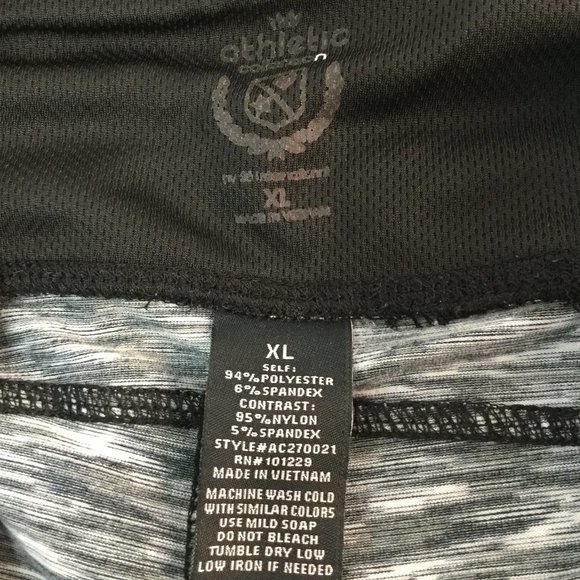 athletic
XL
XL
SELF:
94%POLYESTER
6%SPANDEX
CONTRAST:
95%NYLON
5%SPANDEX
STYLE#AC270021
RN#101229
MADE IN VIETNAM
MACHINE WASH COLD
WITH SIMILAR COLORS
USE MILD SOAP
DO NOT BLEACH
TUMBLE DRY LOW
LOW IRON IF NEEDED